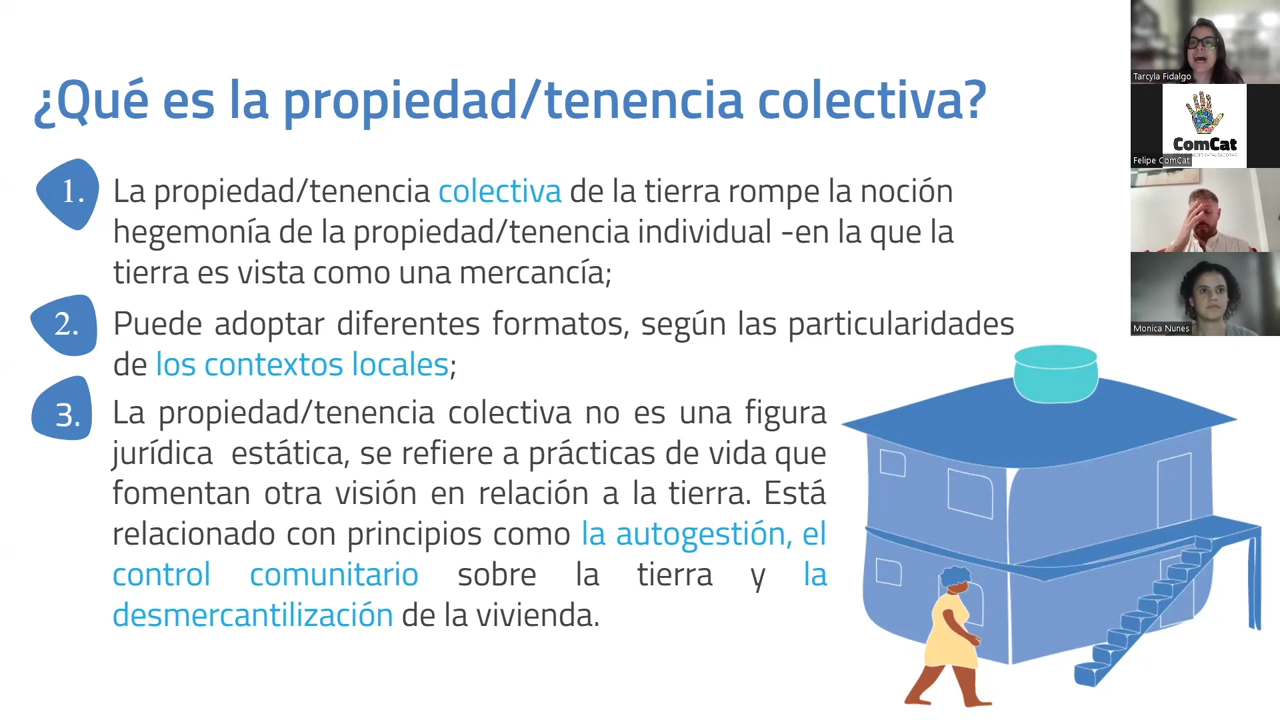 ¿Qué es la propiedad/tenencia colectiva?
1. La propiedad/tenencia colectiva de la tierra rompe la noción
hegemonía de la propiedad/tenencia individual -en la que la
tierra es vista como una mercancía;
2. Puede adoptar diferentes formatos, según las particularidades
de los contextos locales;
3. La propiedad/tenencia colectiva no es una figura
jurídica estática, se refiere a prácticas de vida que
fomentan otra visión en relación a la tierra. Está
relacionado con principios como la autogestión, el
control comunitario sobre la tierra y la
desmercantilización de la vivienda.
Tarcyla Fidalgo
ComCat
Felipe ComCat
Monica Nunes